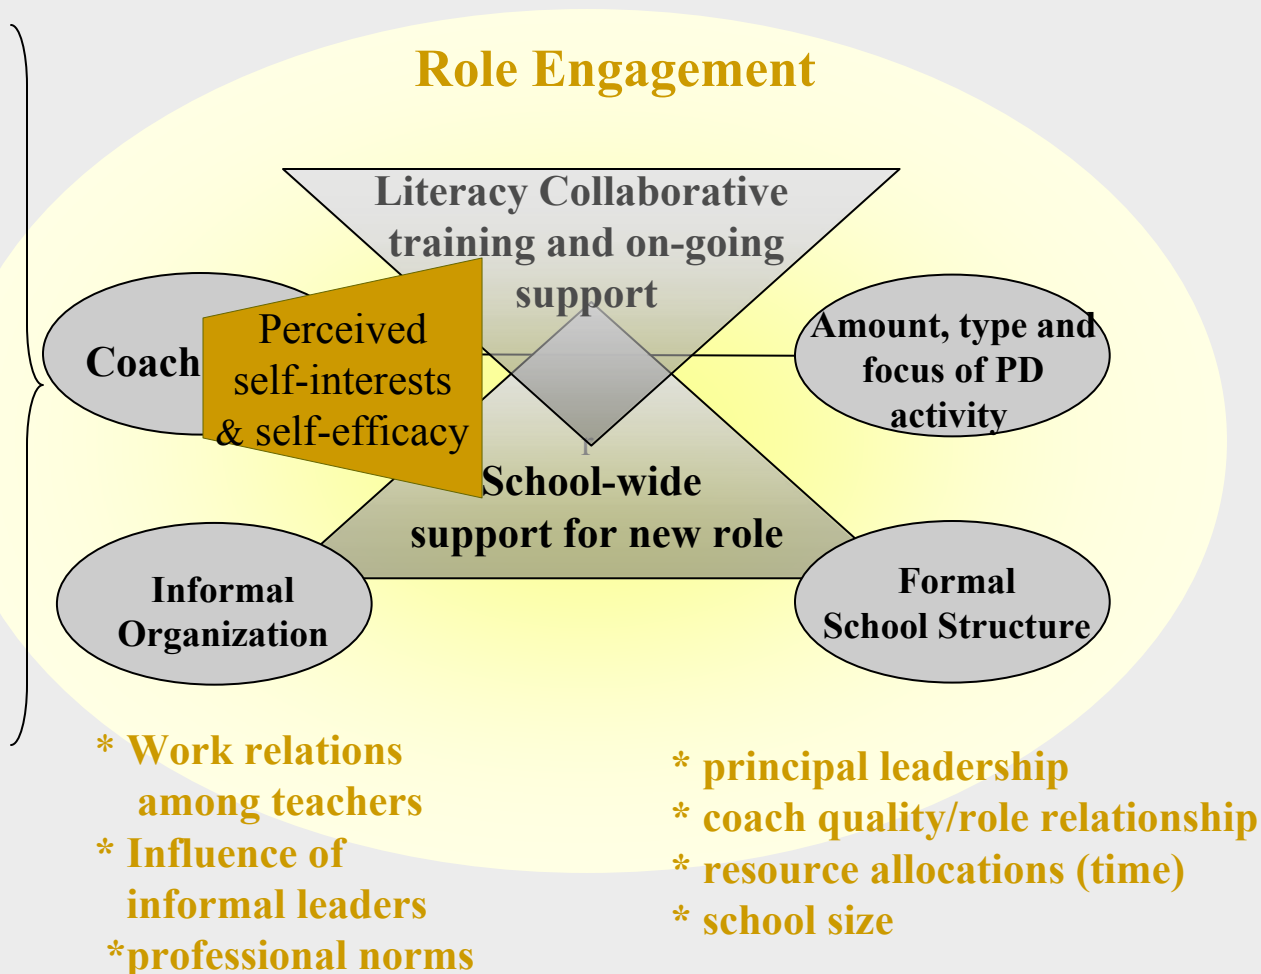 Role Engagement
Literacy Collaborative
training and on-going
support
Coach
Perceived
self-interests
& self-efficacy
Amount, type and
focus of PD
activity
School-wide
support for new role
Informal
Organization
Formal
School Structure
* Work relations
among teachers
* Influence of
informal leaders
*professional norms
* principal leadership
* coach quality/role relationship
* resource allocations (time)
* school size